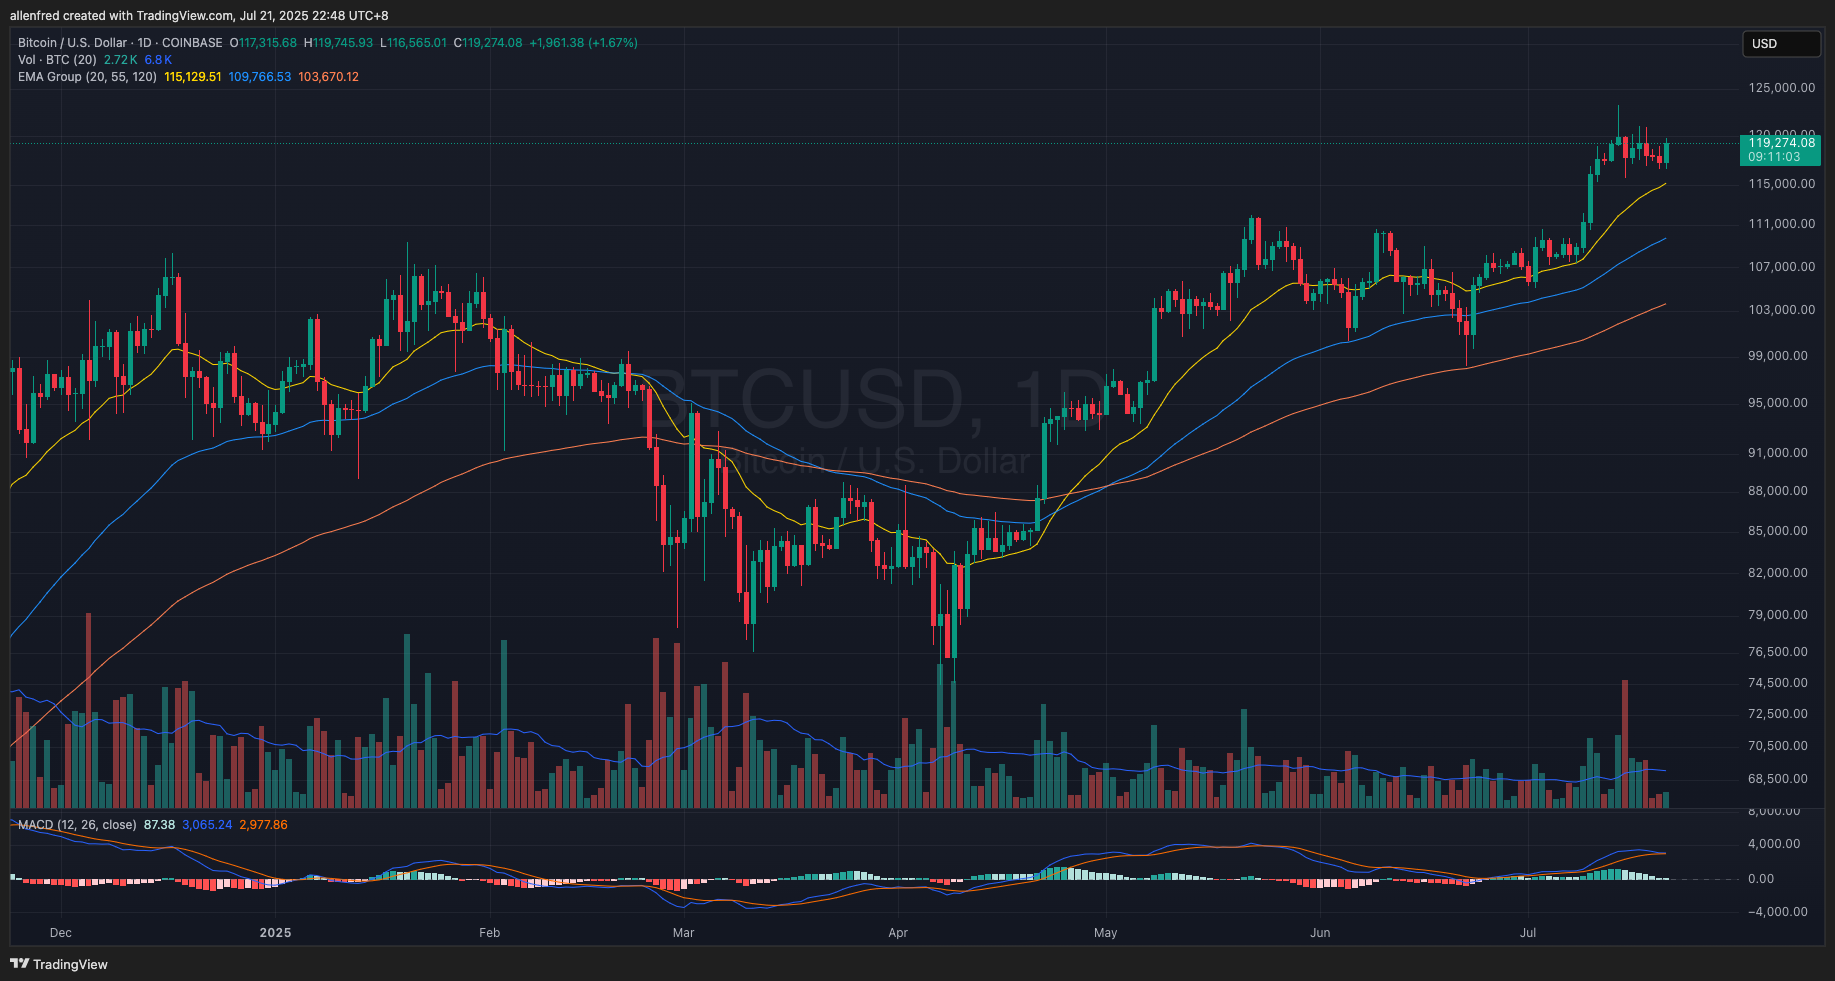 allenfred created with TradingView.com, Jul 21, 2025 22:48 UTC+8
Bitcoin / U.S. Dollar · 1D · COINBASE O117,315.68 H119,745.93 L116,565.01 C119,274.08 +1,961.38 (+1.67%)
USD
Vol · BTC (20) 2.72 K 6.8 K
EMA Group (20, 55, 120) 115,129.51 109,766.53 103,670.12
125,000.00
120,000.00
119,274.08
09:11:03
115,000.00
111,000.00
107,000.00
103,000.00
99,000.00
BTCUSD, 1D
95,000.00
Bitcoin / U.S. Dollar
91,000.00
88,000.00
85,000.00
82,000.00
79,000.00
76,500.00
74,500.00
72,500.00
70,500.00
68,500.00
8,000.00
MACD (12, 26, close) 87.38 3,065.24 2,977.86
4,000.00
0.00
−4,000.00
Dec 2025 Feb Mar Apr May Jun Jul
TradingView